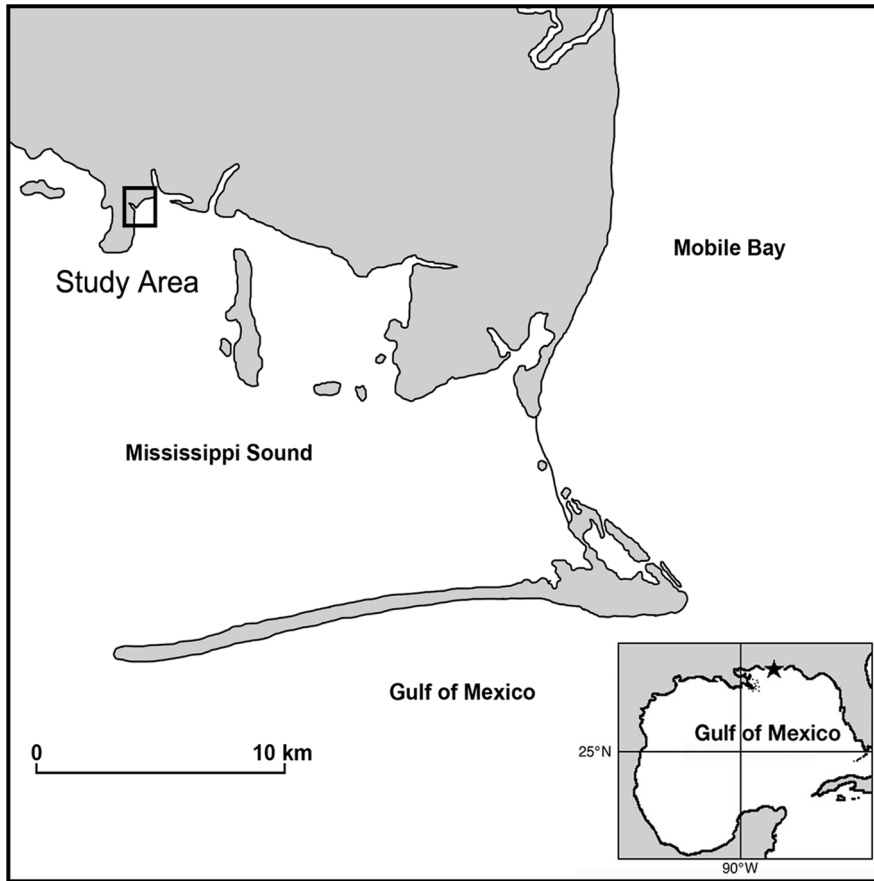 Mobile Bay
Study Area
Mississippi Sound
Gulf of Mexico
0 10 km
Gulf of Mexico
25°N
90°W